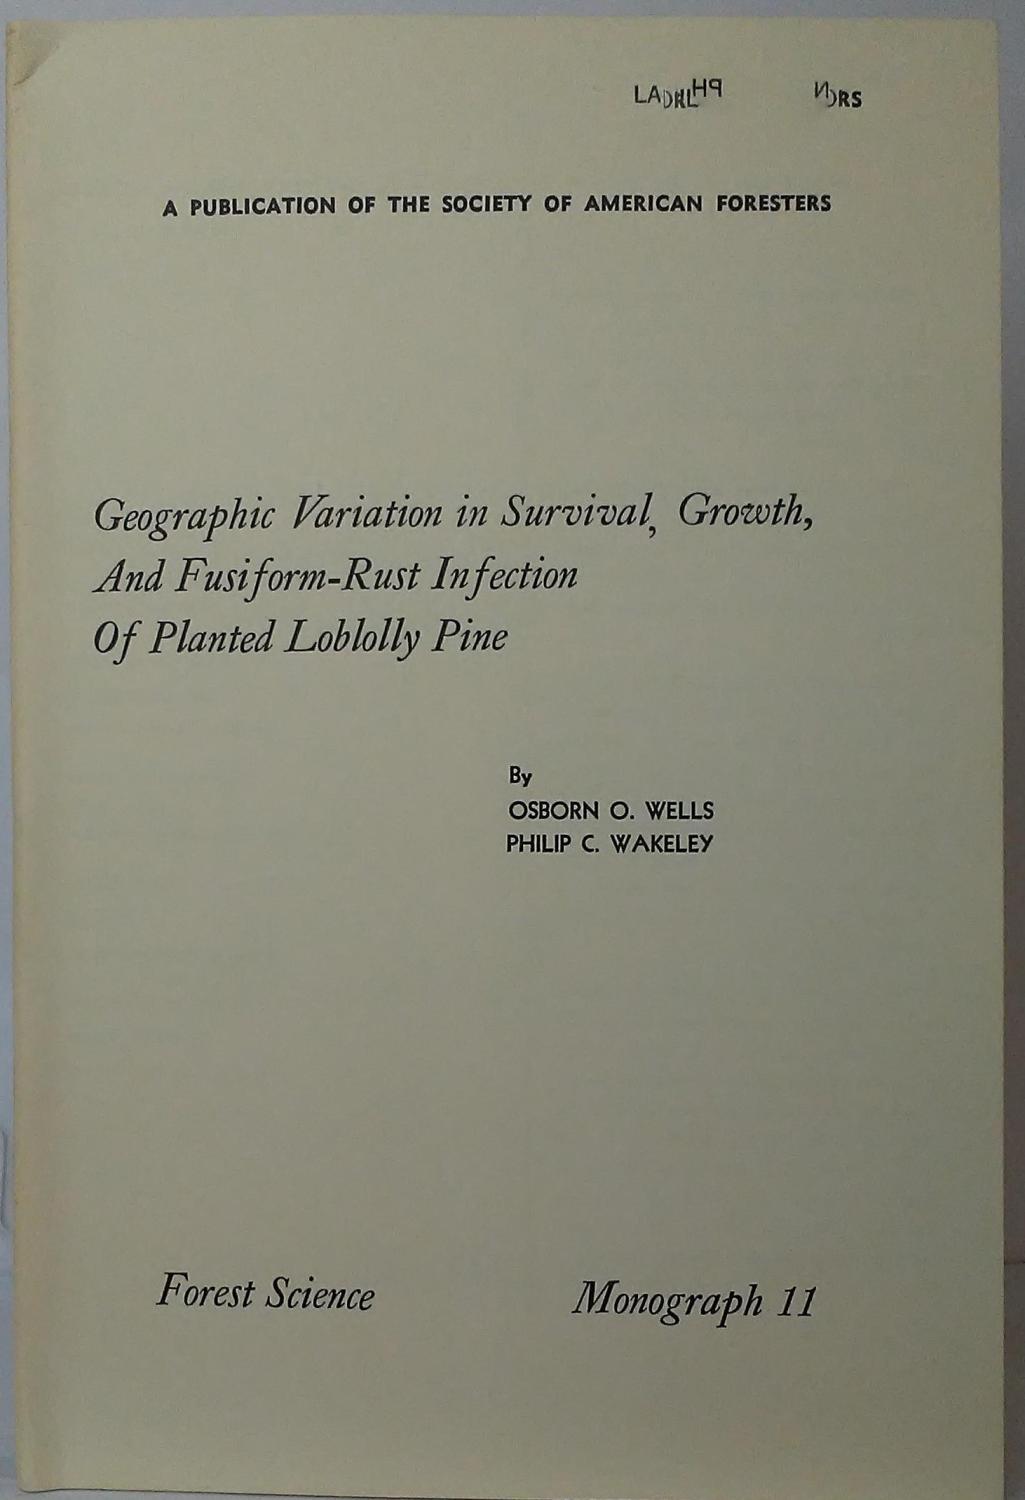 A PUBLICATION OF THE SOCIETY OF AMERICAN FORESTERS
Geographic Variation in Survival, Growth,
And Fusiform-Rust Infection
Of Planted Loblolly Pine
By
OSBORN O. WELLS
PHILIP C. WAKELEY
Forest Science Monograph 11